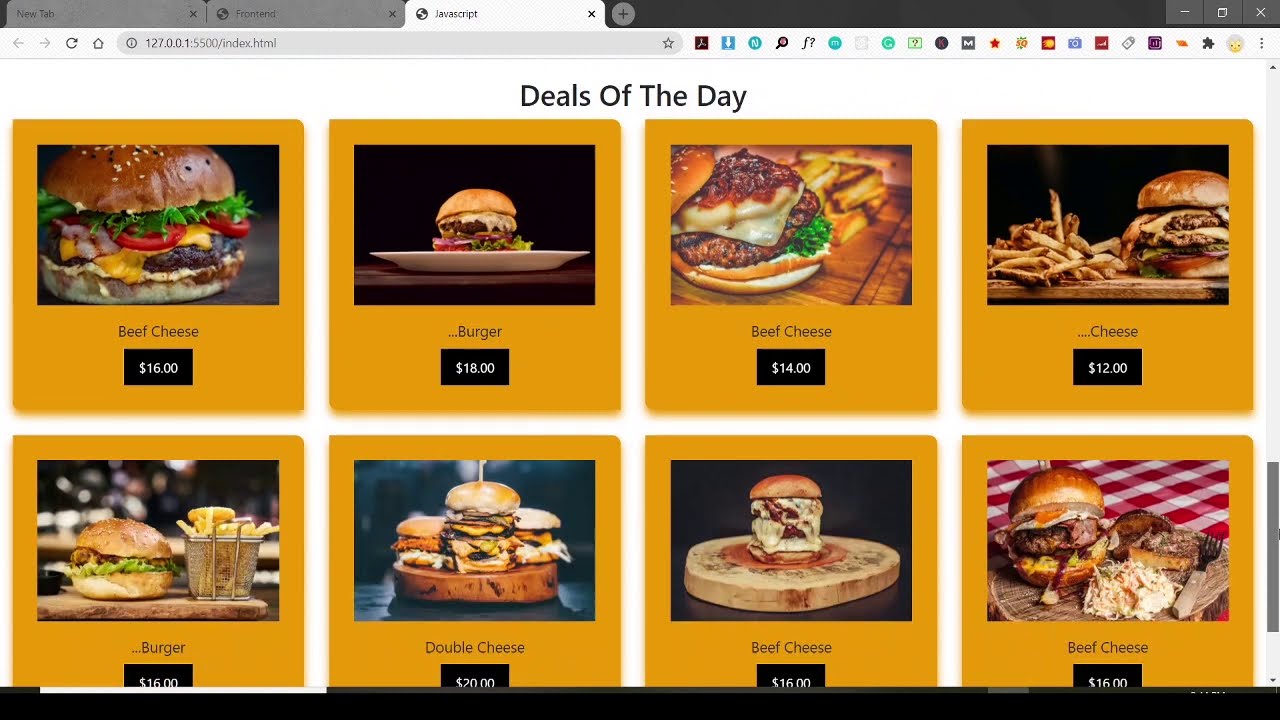 New Tab
Frontend
Javascript
127.0.0.1:5500/index.html
Deals Of The Day
Beef Cheese
...Burger
Beef Cheese
....Cheese
$16.00
$18.00
$14.00
$12.00
...Burger
Double Cheese
Beef Cheese
Beef Cheese
$16.00
$20.00
$16.00
$16.00